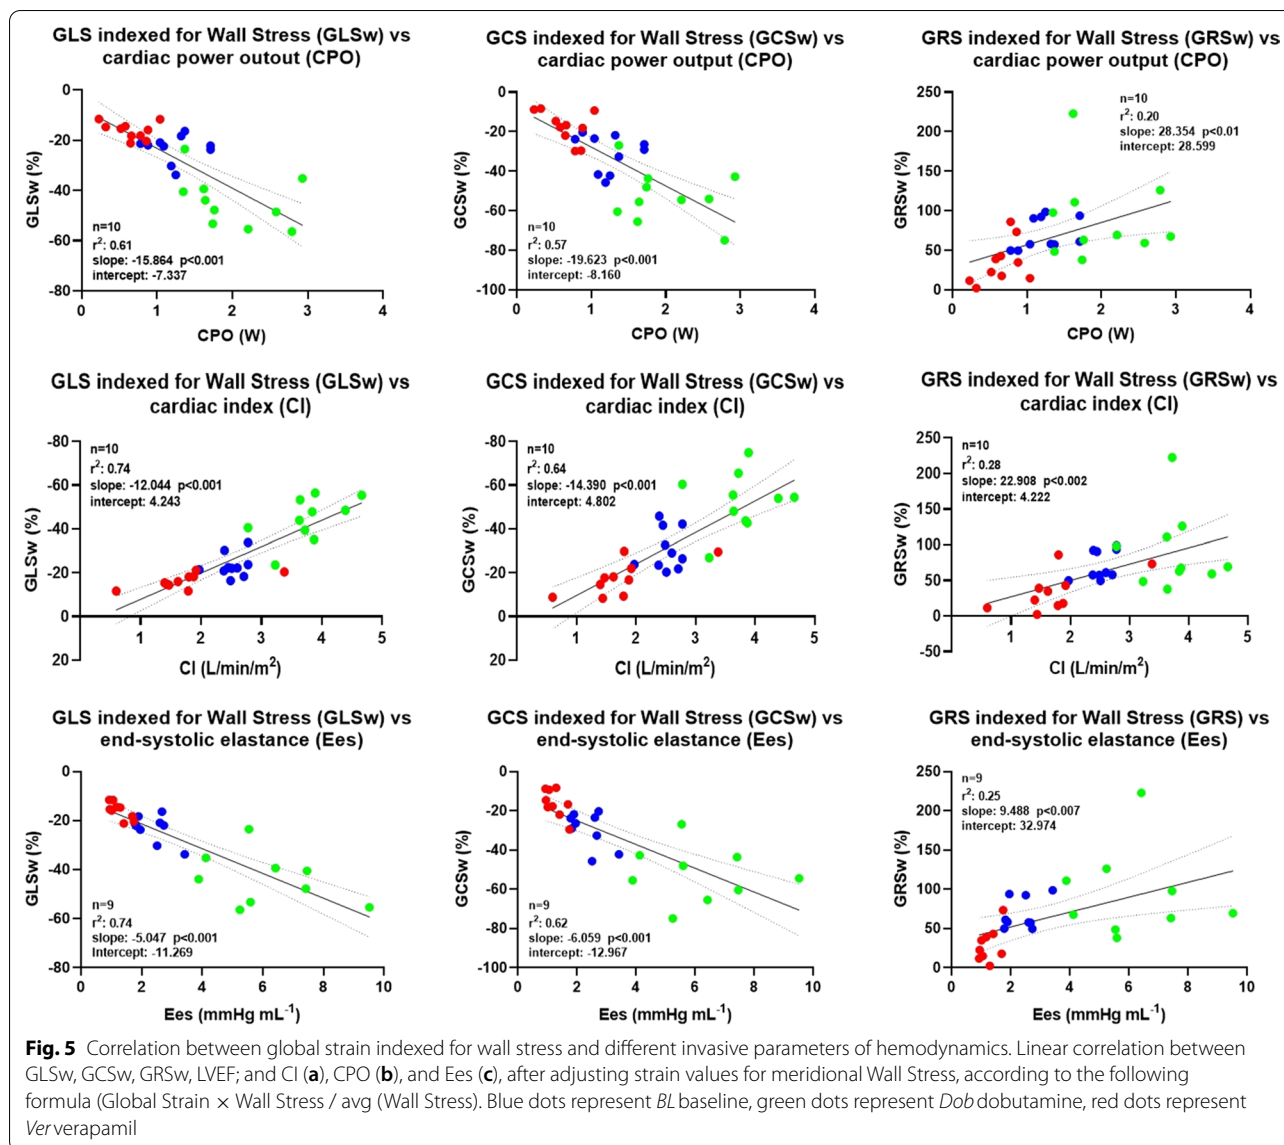 GLS indexed for Wall Stress (GLSw) vs
cardiac power outout (CPO)
0
-20
-40
-60
-80
GLSw (%)
n=10
r²: 0.61
slope: -15.864 p<0.001
intercept: -7.337
0 1 2 3 4
CPO (W)
GCS indexed for Wall Stress (GCSw) vs
cardiac power output (CPO)
0
-20
-40
-60
-80
-100
GCSw (%)
n=10
r²: 0.57
slope: -19.623 p<0.001
intercept: -8.160
0 1 2 3 4
CPO (W)
GRS indexed for Wall Stress (GRSw) vs
cardiac power output (CPO)
250
200
150
100
50
0
GRSw (%)
n=10
r²: 0.20
slope: 28.354 p<0.01
intercept: 28.599
0 1 2 3 4
CPO (W)
GLS indexed for Wall Stress (GLSw) vs
cardiac index (CI)
-80
-60
-40
-20
0
20
GLSw (%)
n=10
r²: 0.74
slope: -12.044 p<0.001
intercept: 4.243
1 2 3 4 5
CI (L/min/m²)
GCS indexed for Wall Stress (GCSw) vs
cardiac index (CI)
-80
-60
-40
-20
0
20
GCSw (%)
n=10
r²: 0.64
slope: -14.390 p<0.001
intercept: 4.802
1 2 3 4 5
CI (L/min/m²)
GRS indexed for Wall Stress (GRSw) vs
cardiac index (CI)
250
200
150
100
50
0
-50
GRSw (%)
n=10
r²: 0.28
slope: 22.908 p<0.002
intercept: 4.222
1 2 3 4 5
CI (L/min/m²)
GLS indexed for Wall Stress (GLSw) vs
end-systolic elastance (Ees)
0
-20
-40
-60
-80
GLSw (%)
n=9
r²: 0.74
slope: -5.047 p<0.001
Intercept: -11.269
0 2 4 6 8 10
Ees (mmHg mL⁻¹)
GCS indexed for Wall Stress (GCSw) vs
end-systolic elastance (Ees)
0
-20
-40
-60
-80
-100
GCSw (%)
n=9
r²: 0.62
slope: -6.059 p<0.001
intercept: -12.967
0 2 4 6 8 10
Ees (mmHg mL⁻¹)
GRS indexed for Wall Stress (GRS) vs
end-systolic elastance (Ees)
250
200
150
100
50
0
GRSw (%)
n=9
r²: 0.25
slope: 9.488 p<0.007
intercept: 32.974
0 2 4 6 8 10
Ees (mmHg mL⁻¹)
Fig. 5 Correlation between global strain indexed for wall stress and different invasive parameters of hemodynamics. Linear correlation between
GLSw, GCSw, GRSw, LVEF; and CI (a), CPO (b), and Ees (c), after adjusting strain values for meridional Wall Stress, according to the following
formula (Global Strain × Wall Stress / avg (Wall Stress). Blue dots represent BL baseline, green dots represent Dob dobutamine, red dots represent
Ver verapamil